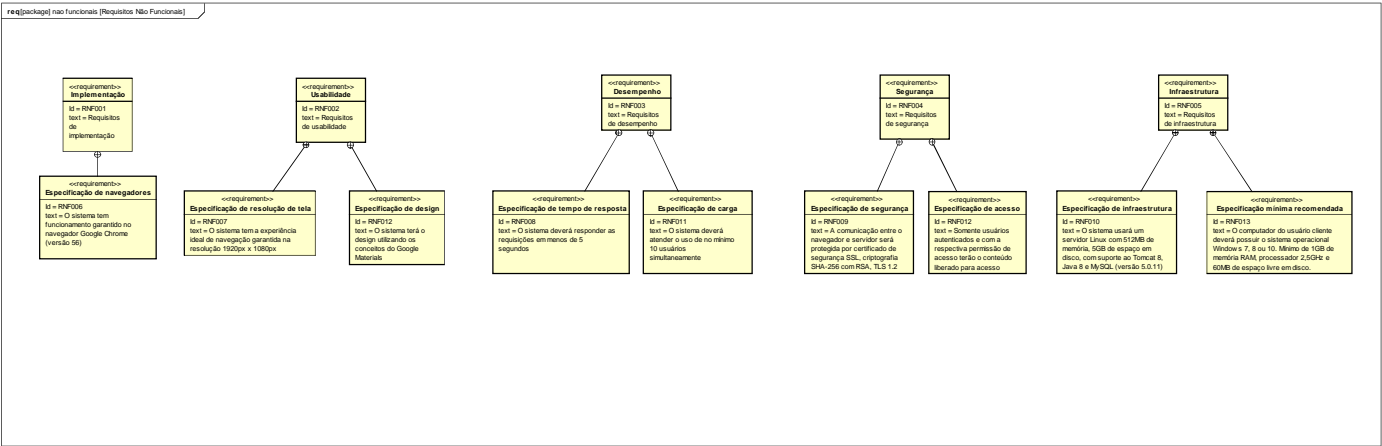 req [package] nao funcionais [Requisitos Não Funcionais]
<<requirement>>
Implementação
Id = RNF001
text = Requisitos
de
implementação
<<requirement>>
Usabilidade
Id = RNF002
text = Requisitos
de usabilidade
<<requirement>>
Desempenho
Id = RNF003
text = Requisitos
de desempenho
<<requirement>>
Segurança
Id = RNF004
text = Requisitos
de segurança
<<requirement>>
Infraestrutura
Id = RNF005
text = Requisitos
de infraestrutura
<<requirement>>
Especificação de navegadores
Id = RNF006
text = O sistema tem
funcionamento garantido no
navegador Google Chrome
(versão 56)
<<requirement>>
Especificação de resolução de tela
Id = RNF007
text = O sistema tem a experiência
ideal de navegação garantida na
resolução 1920px x 1080px
<<requirement>>
Especificação de design
Id = RNF012
text = O sistema terá o
design utilizando os
conceitos do Google
Materials
<<requirement>>
Especificação de tempo de resposta
Id = RNF008
text = O sistema deverá responder as
requisições em menos de 5
segundos
<<requirement>>
Especificação de carga
Id = RNF011
text = O sistema deverá
atender o uso de no mínimo
10 usuários
simultaneamente
<<requirement>>
Especificação de segurança
Id = RNF009
text = A comunicação entre o
navegador e servidor será
protegida por certificado de
segurança SSL, criptografia
SHA-256 com RSA, TLS 1.2
<<requirement>>
Especificação de acesso
Id = RNF012
text = Somente usuários
autenticados e com a
respectiva permissão de
acesso terão o conteúdo
liberado para acesso
<<requirement>>
Especificação de infraestrutura
Id = RNF010
text = O sistema usará um
servidor Linux com 512MB de
memória, 5GB de espaço em
disco, com suporte ao Tomcat 8,
Java 8 e MySQL (versão 5.0.11)
<<requirement>>
Especificação mínima recomendada
Id = RNF013
text = O computador do usuário cliente
deverá possuir o sistema operacional
Windows 7, 8 ou 10. Mínimo de 1GB de
memória RAM, processador 2,5GHz e
60MB de espaço livre em disco.